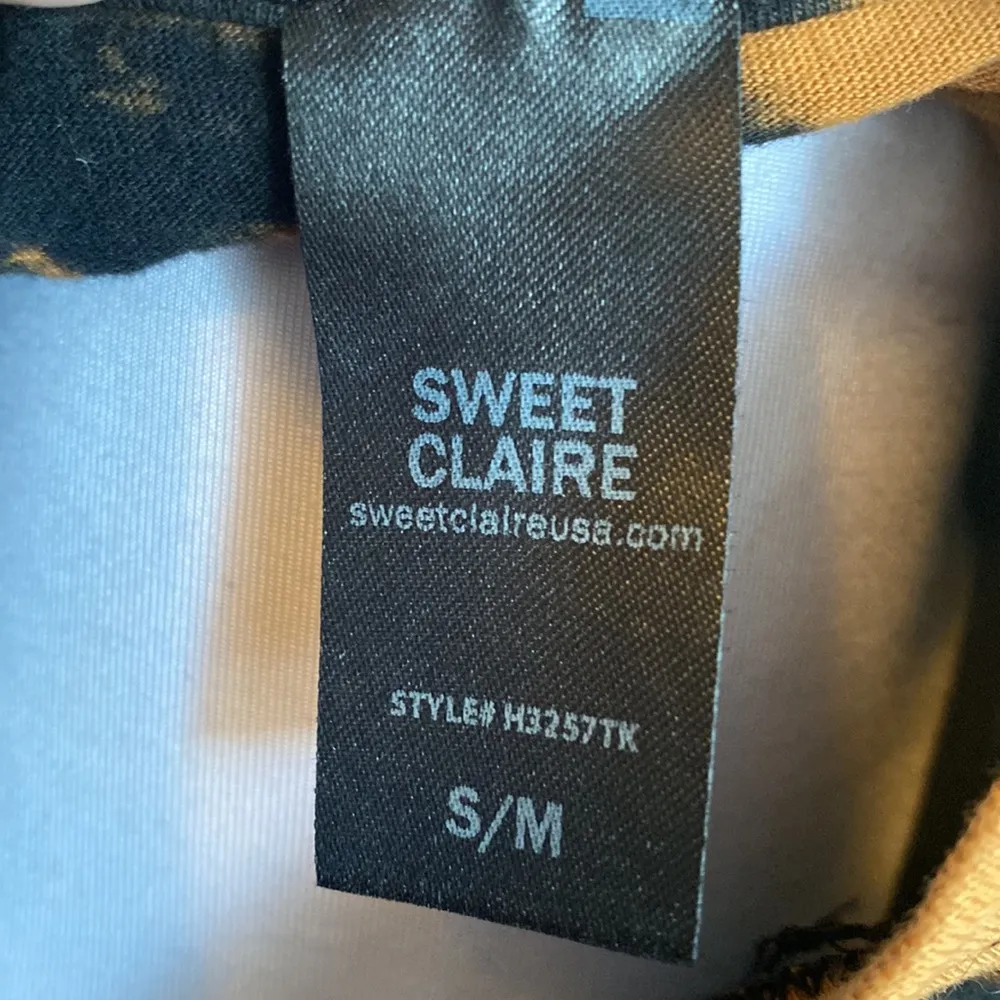 SWEET
CLAIRE
sweetclaireusa.com
STYLE# H3257TK
S/M